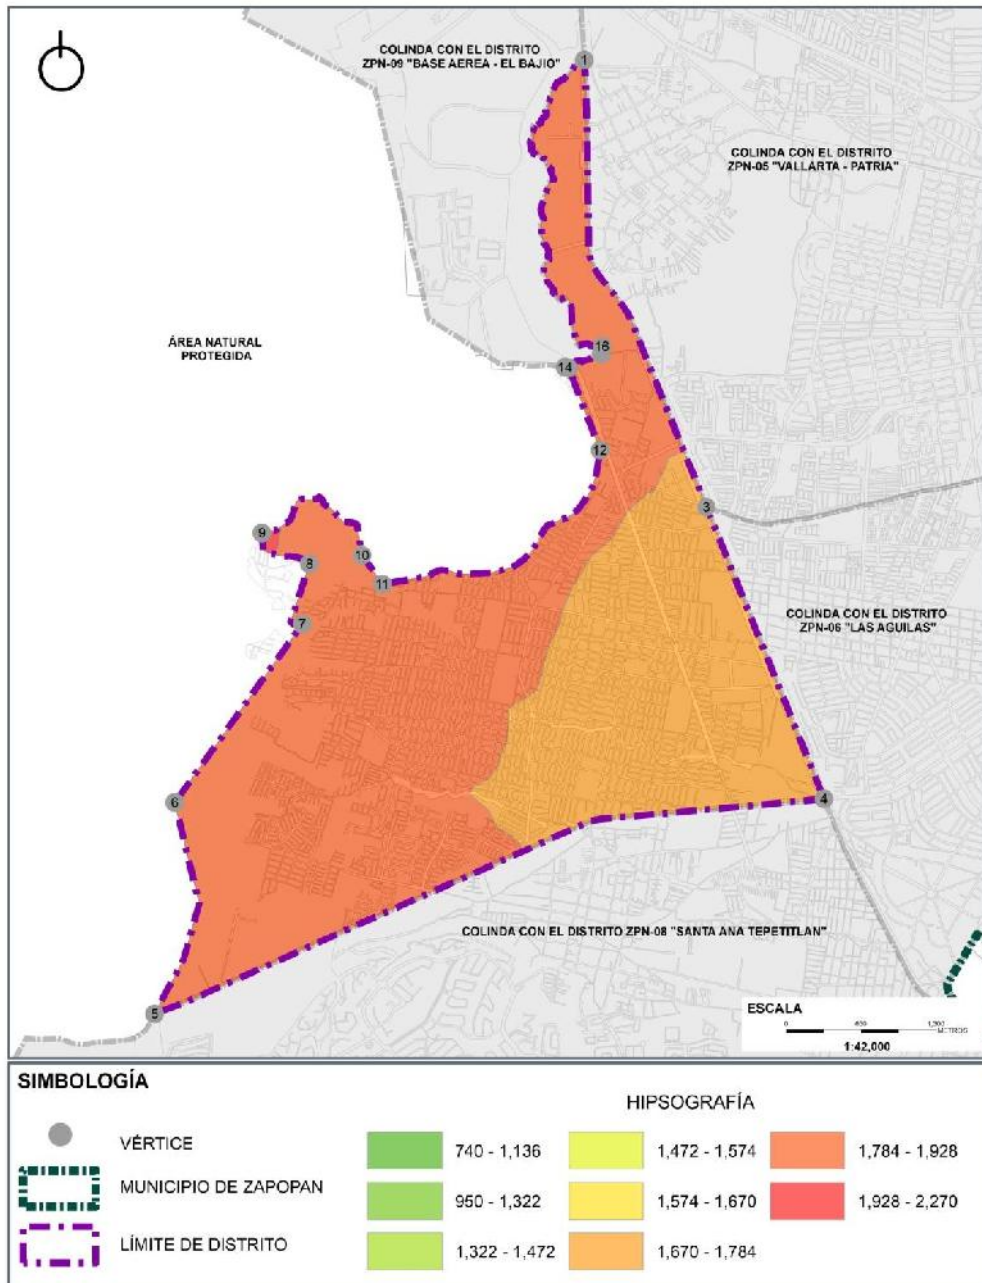 COLINDA CON EL DISTRITO
ZPN-09 "BASE AEREA - EL BAJIO"
1
COLINDA CON EL DISTRITO
ZPN-05 "VALLARTA - PATRIA"
ÁREA NATURAL
PROTEGIDA
16
14
12
3
9
10
8
11
COLINDA CON EL DISTRITO
ZPN-06 "LAS AGUILAS"
7
6
4
COLINDA CON EL DISTRITO ZPN-08 "SANTA ANA TEPETITLAN"
5
ESCALA
0
METROS
1:42,000
SIMBOLOGÍA
VÉRTICE
MUNICIPIO DE ZAPOPAN
LÍMITE DE DISTRITO
HIPSOGRAFÍA
740 - 1,136
950 - 1,322
1,322 - 1,472
1,472 - 1,574
1,574 - 1,670
1,670 - 1,784
1,784 - 1,928
1,928 - 2,270